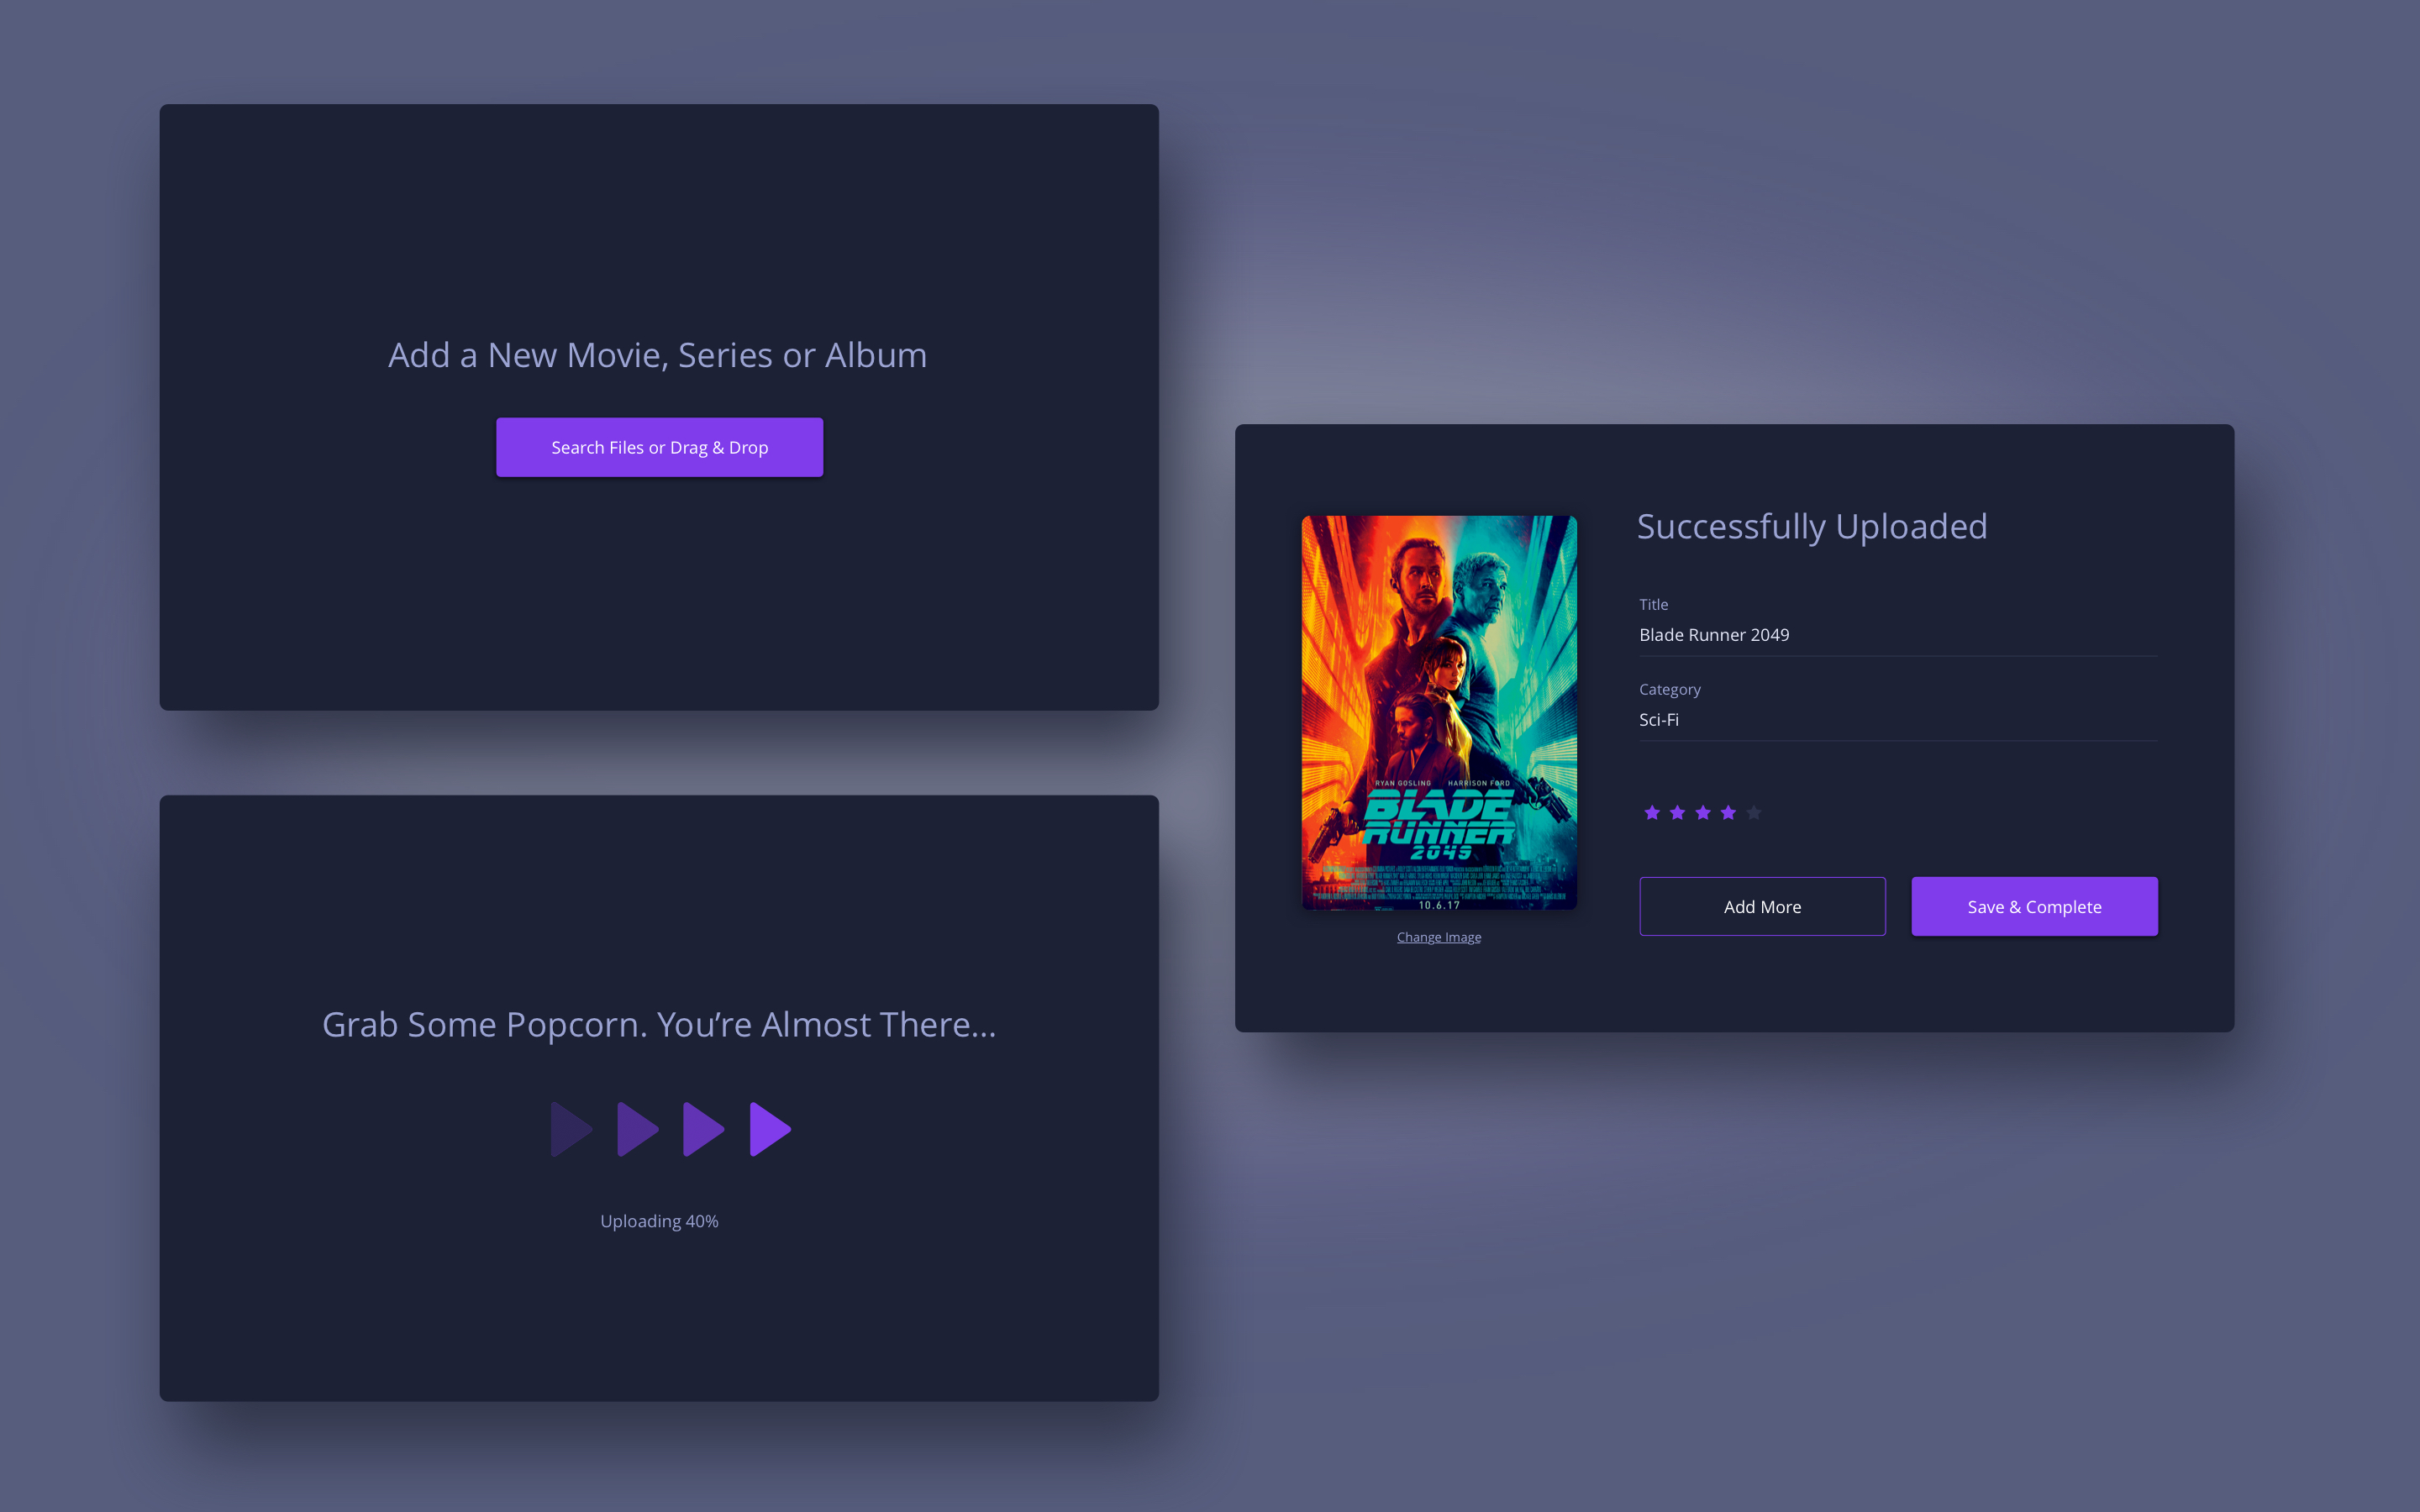 Add a New Movie, Series or Album
Search Files or Drag & Drop
Grab Some Popcorn. You’re Almost There...
Uploading 40%
RYAN GOSLING HARRISON FORD
BLADE
RUNNER
2049
10.6.17
Change Image
Successfully Uploaded
Title
Blade Runner 2049
Category
Sci-Fi
Add More
Save & Complete